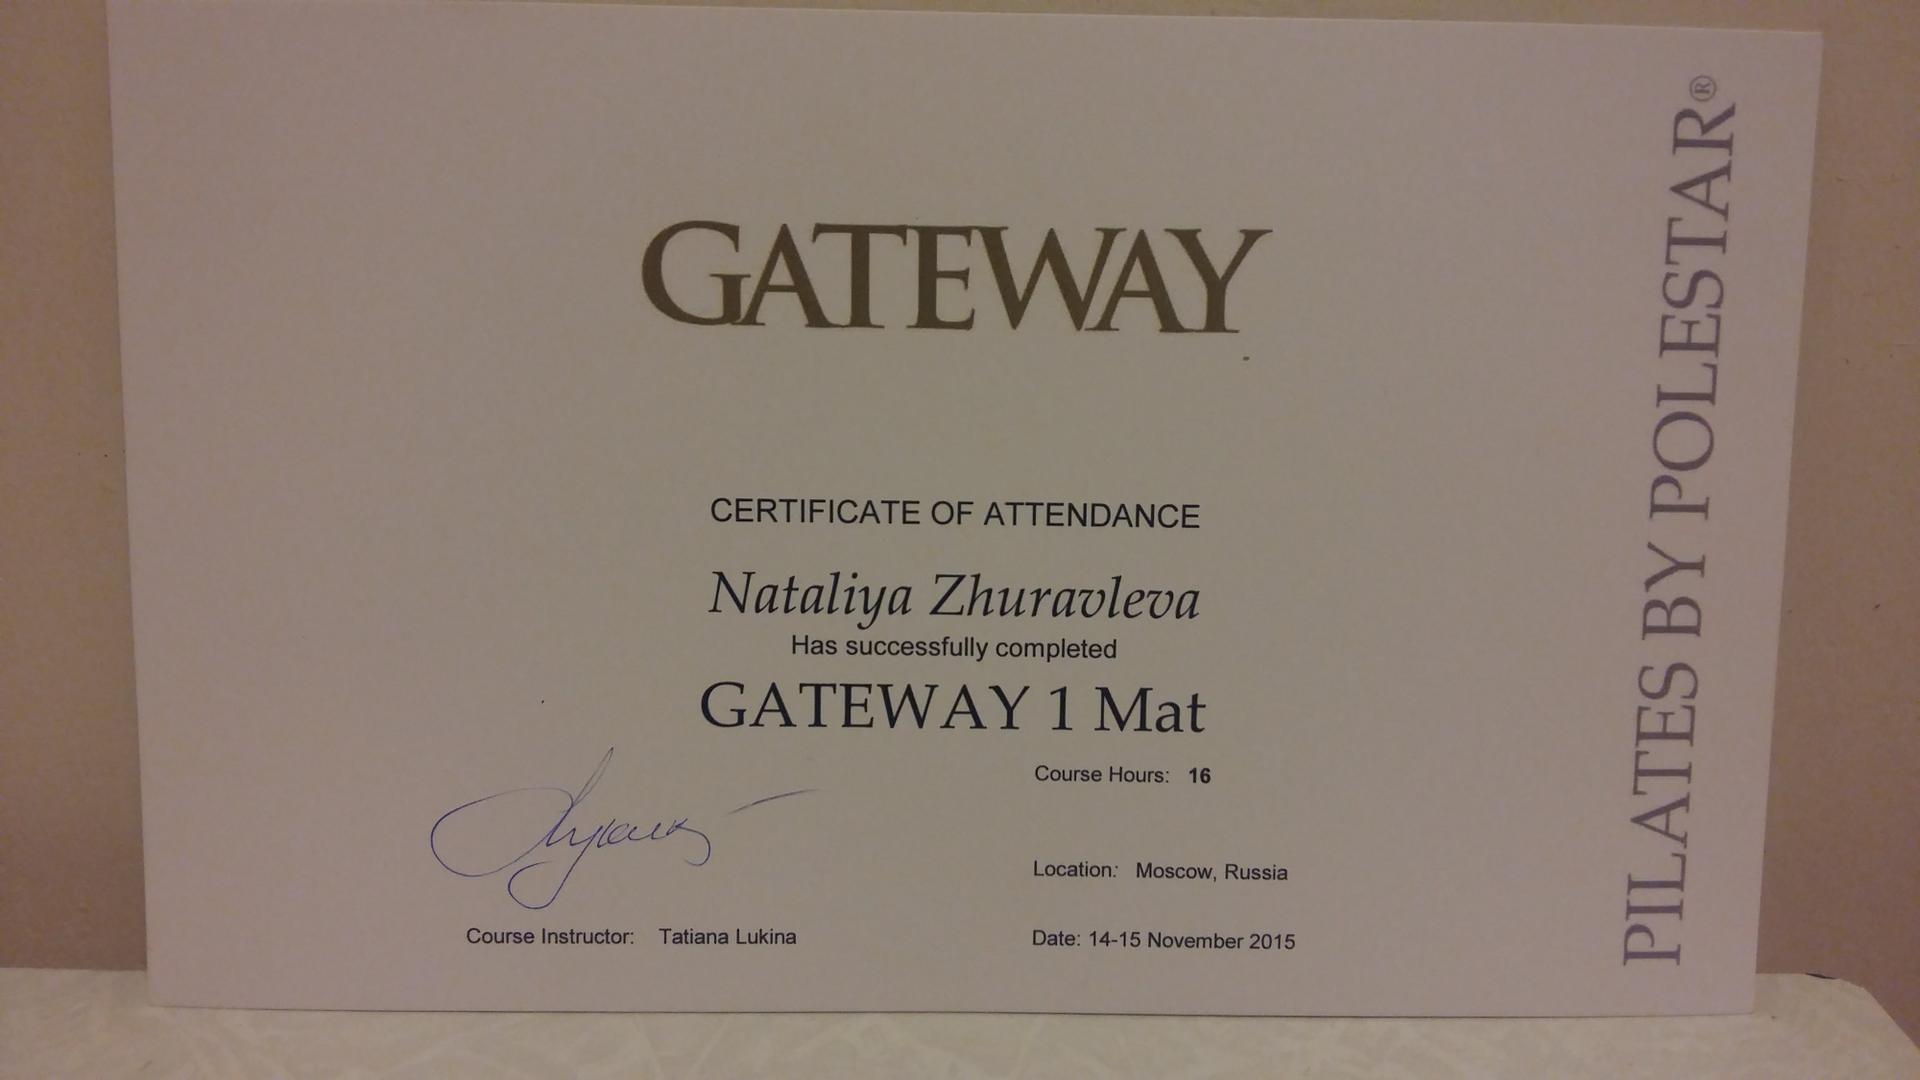 GATEWAY
CERTIFICATE OF ATTENDANCE
Nataliya Zhuravleva
Has successfully completed
GATEWAY 1 Mat
Course Hours: 16
Location: Moscow, Russia
Course Instructor: Tatiana Lukina
Date: 14-15 November 2015
PILATES BY POLESTAR®